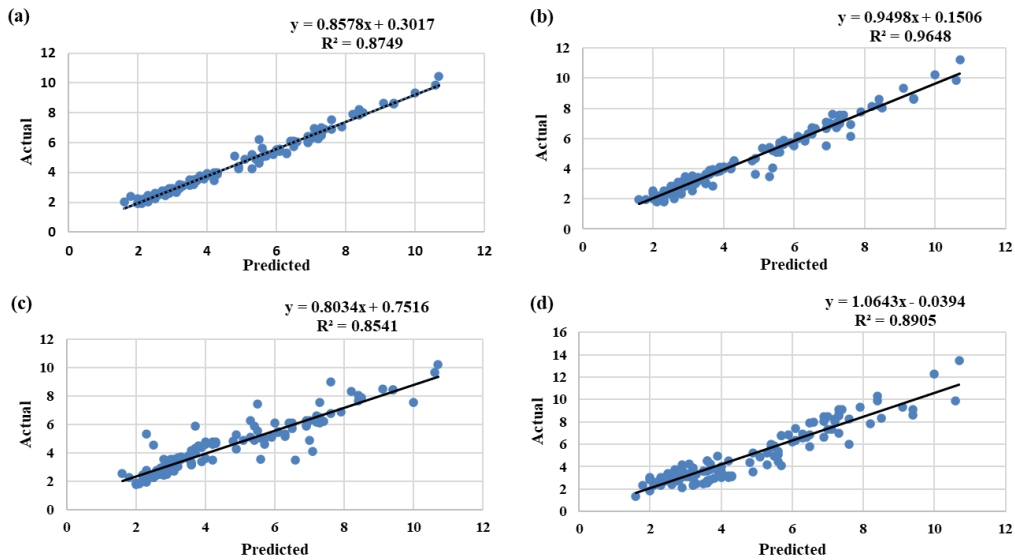 (a)
y = 0.8578x + 0.3017
R² = 0.8749
12
10
8
6
4
2
0
Actual
0 2 4 6 8 10 12
Predicted
(b)
y = 0.9498x + 0.1506
R² = 0.9648
12
10
8
6
4
2
0
Actual
0 2 4 6 8 10 12
Predicted
(c)
y = 0.8034x + 0.7516
R² = 0.8541
12
10
8
6
4
2
0
Actual
0 2 4 6 8 10 12
Predicted
(d)
y = 1.0643x - 0.0394
R² = 0.8905
16
14
12
10
8
6
4
2
0
Actual
0 2 4 6 8 10 12
Predicted